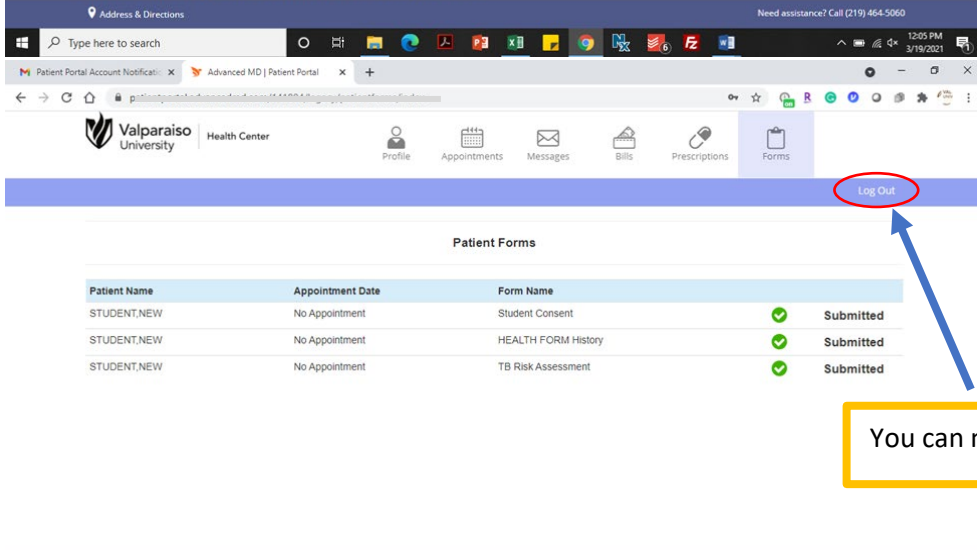 Address & Directions
Need assistance? Call (219) 464-5060
Type here to search
6
12:05 PM
3/19/2021
1
Patient Portal Account Notificatic
Advanced MD | Patient Portal
Valparaiso
University
Health Center
Profile
Appointments
Messages
Bills
Prescriptions
Forms
Log Out
Patient Forms
Patient Name Appointment Date Form Name
STUDENT,NEW No Appointment Student Consent Submitted
STUDENT,NEW No Appointment HEALTH FORM History Submitted
STUDENT,NEW No Appointment TB Risk Assessment Submitted
You can